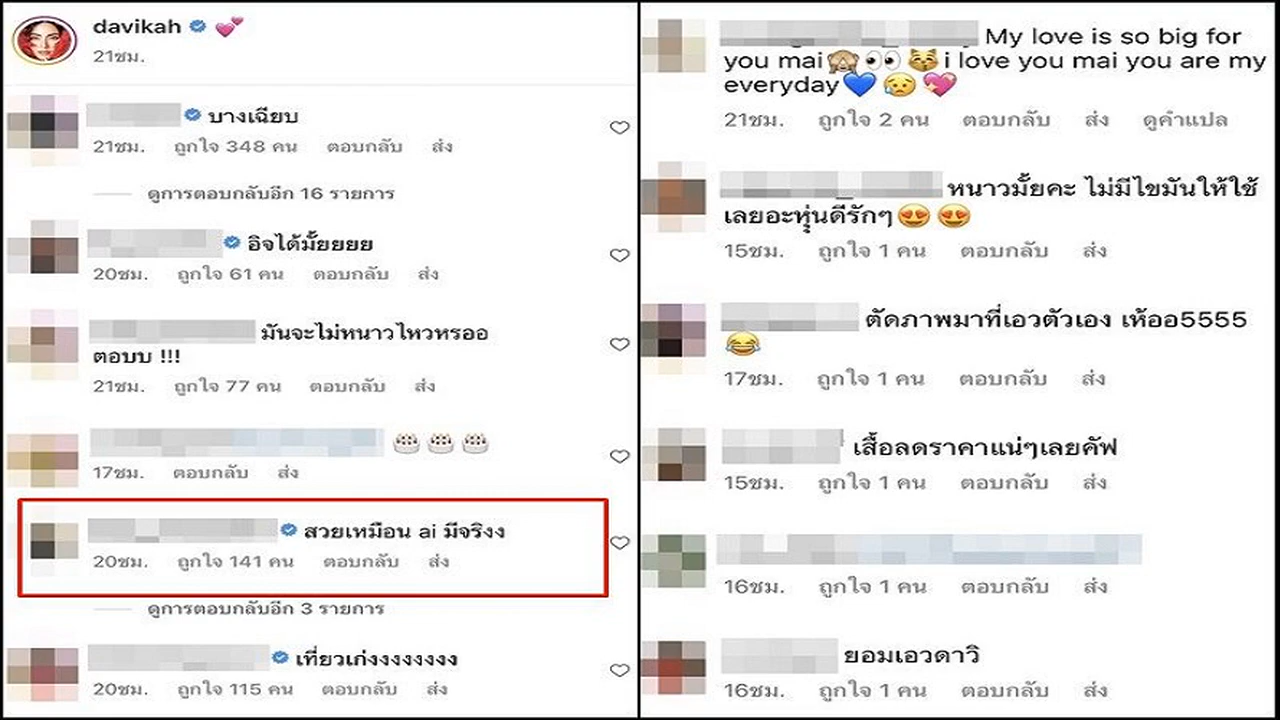 davikah
21ชม.
บางเฉียบ
21ชม. ถูกใจ 348 คน ตอบกลับ ส่ง
ดูการตอบกลับอีก 16 รายการ
อิจได้มั้ยยยย
20ชม. ถูกใจ 61 คน ตอบกลับ ส่ง
มันจะไม่หนาวไหวหรออ
ตอบบ !!!
21ชม. ถูกใจ 77 คน ตอบกลับ ส่ง
17ชม. ตอบกลับ ส่ง
สวยเหมือน ai มีจริงง
20ชม. ถูกใจ 141 คน ตอบกลับ ส่ง
ดูการตอบกลับอีก 3 รายการ
เที่ยวเก่งงงงงงงง
20ชม. ถูกใจ 115 คน ตอบกลับ ส่ง
My love is so big for
you mai🙈👀😽i love you mai you are my
everyday💙😥💖
21ชม. ถูกใจ 2 คน ตอบกลับ ส่ง ดูคำแปล
หนาวมั้ยคะ ไม่มีไขมันให้ใช้
เลยอะหุ่นดีรักๆ😍😍
15ชม. ถูกใจ 1 คน ตอบกลับ ส่ง
ตัดภาพมาที่เอวตัวเอง เห้ออ5555
😂
17ชม. ถูกใจ 1 คน ตอบกลับ ส่ง
เสื้อลดราคาแน่ๆเลยคัฟ
15ชม. ถูกใจ 1 คน ตอบกลับ ส่ง
16ชม. ถูกใจ 1 คน ตอบกลับ ส่ง
ยอมเอวดาวิ
16ชม. ถูกใจ 1 คน ตอบกลับ ส่ง